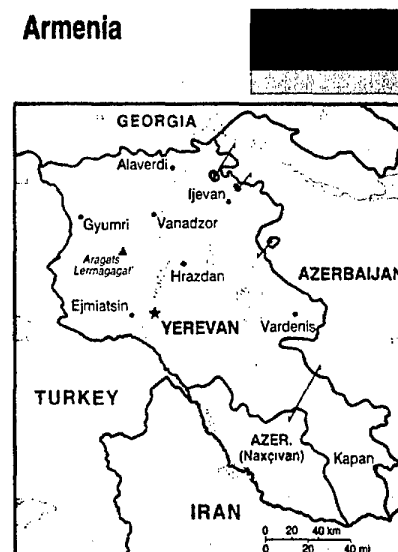 Armenia
GEORGIA
Alaverdi
Ijevan
Gyumri
Vanadzor
Aragats
Lerrnagagat'
Hrazdan
AZERBAIJAN
Ejmiatsin
YEREVAN
Vardenis
TURKEY
AZER.
(Naxçıvan)
Kapan
IRAN
0 20 40 km
0 20 40 mi